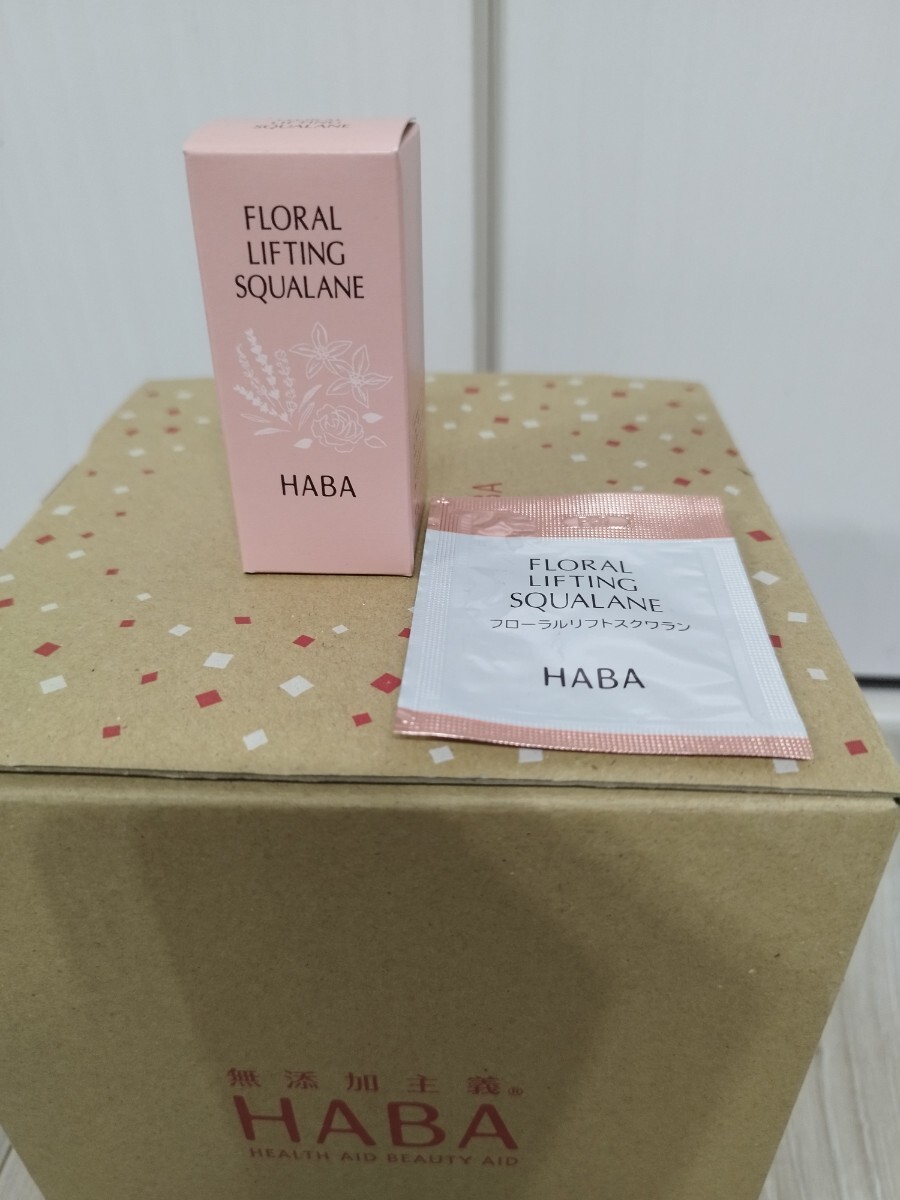 SQUALANE
FLORAL
LIFTING
SQUALANE
HABA
FLORAL
LIFTING
SQUALANE
フローラルリフトスクワラン
HABA
無添加主義®
HABA
HEALTH AID BEAUTY AID